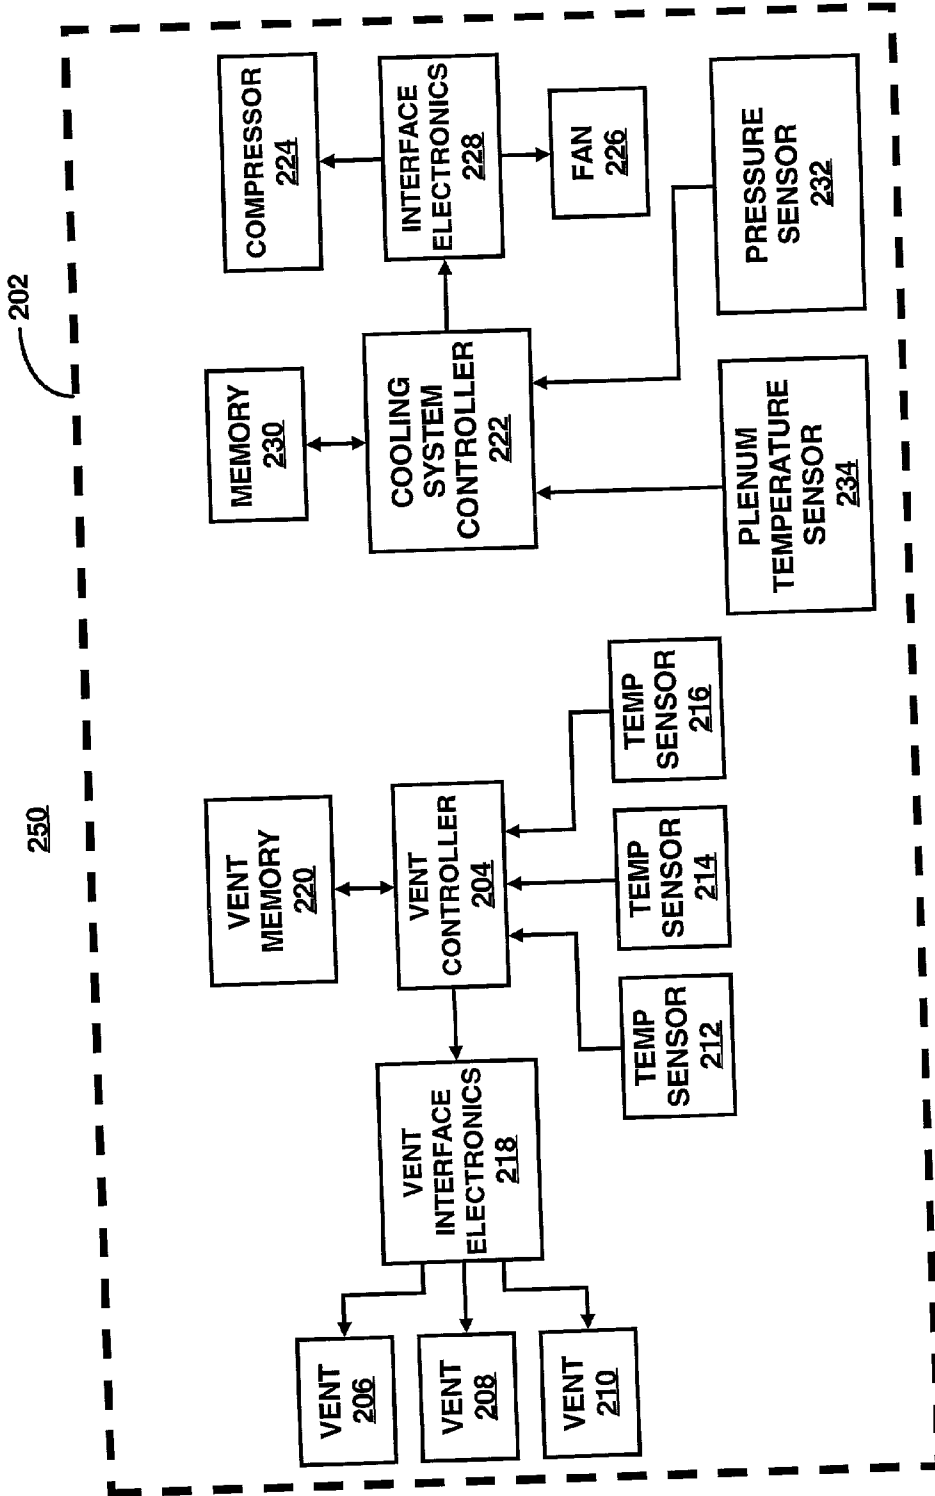 250
202
VENT
206
VENT
208
VENT
210
VENT
INTERFACE
ELECTRONICS
218
VENT
MEMORY
220
VENT
CONTROLLER
204
TEMP
SENSOR
212
TEMP
SENSOR
214
TEMP
SENSOR
216
MEMORY
230
COOLING
SYSTEM
CONTROLLER
222
COMPRESSOR
224
INTERFACE
ELECTRONICS
228
FAN
226
PLENUM
TEMPERATURE
SENSOR
234
PRESSURE
SENSOR
232